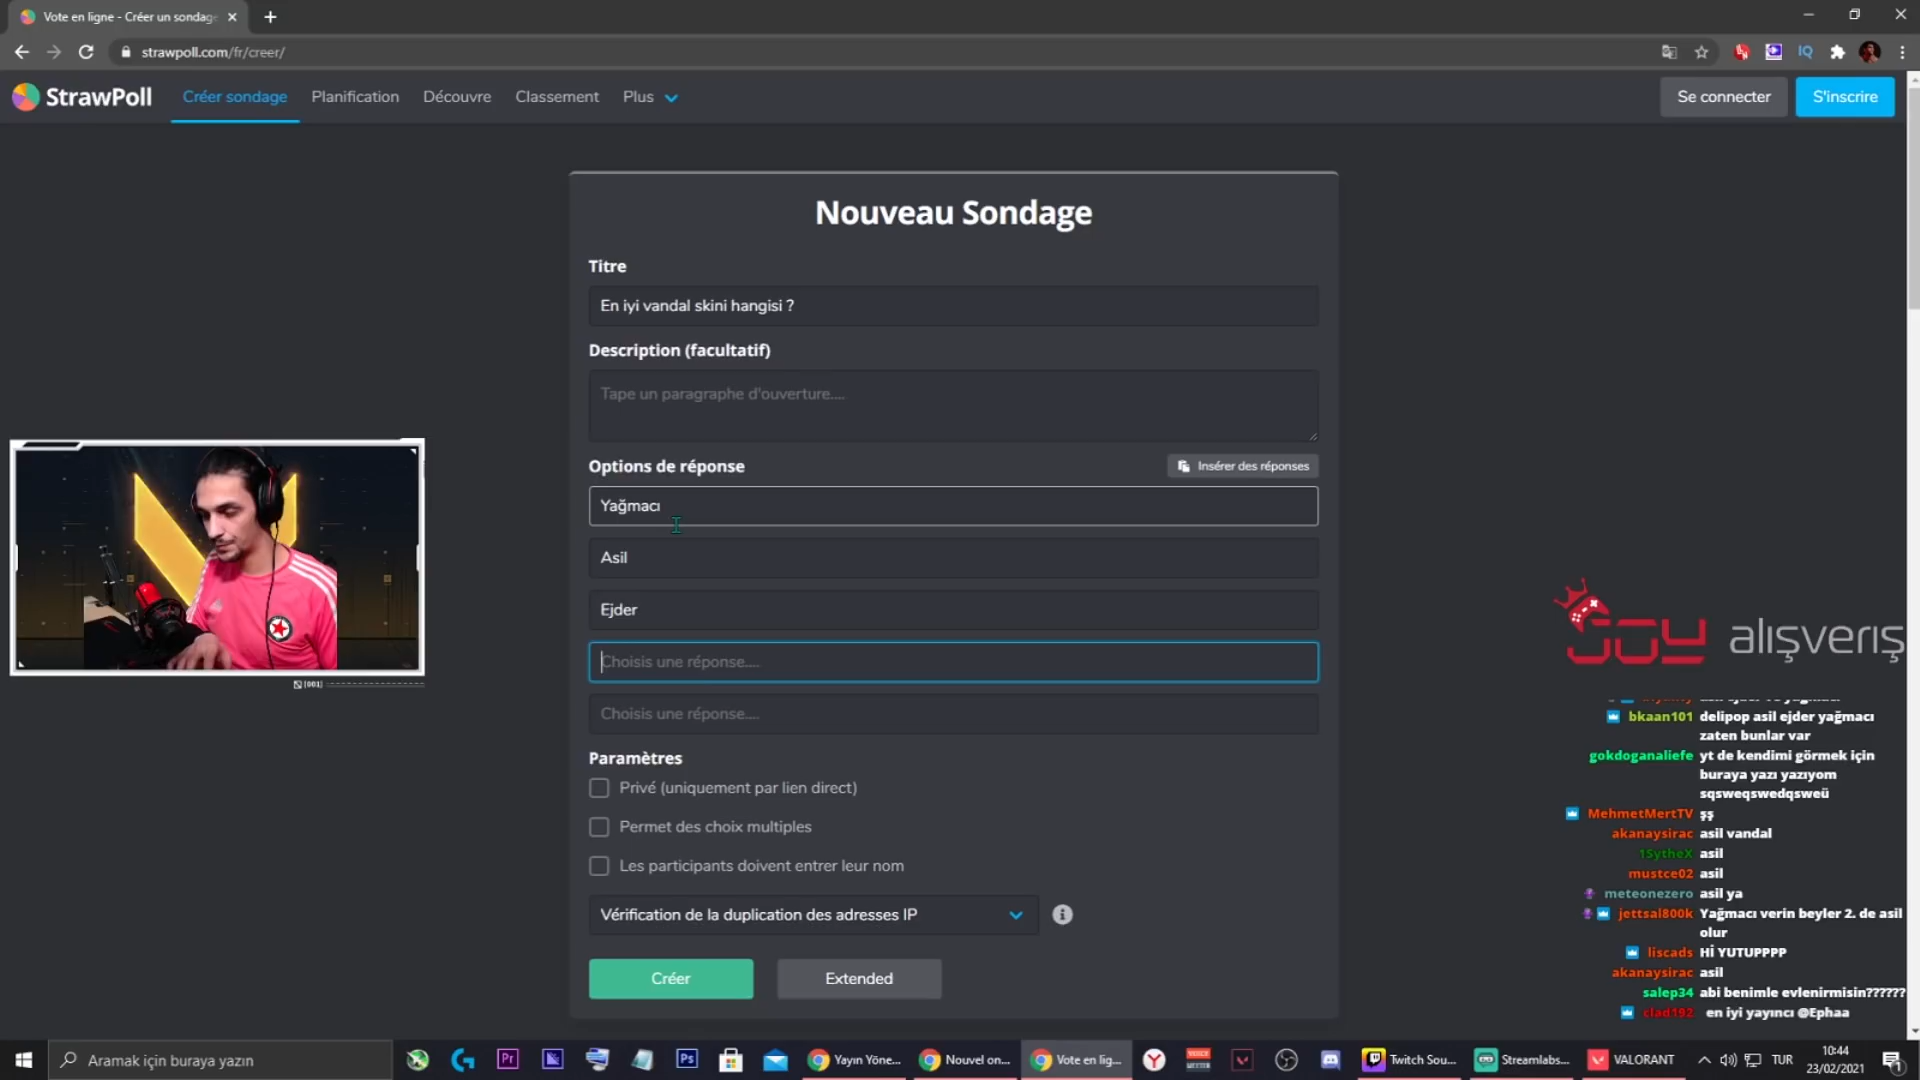 Vote en ligne - Créer un sondage
strawpoll.com/fr/creer/
StrawPoll
Créer sondage
Planification
Découvre
Classement
Plus
Se connecter
S'inscrire
Nouveau Sondage
Titre
En iyi vandal skini hangisi ?
Description (facultatif)
Tape un paragraphe d'ouverture....
Options de réponse
Insérer des réponses
Yağmacı
Asil
Ejder
Choisis une réponse....
Choisis une réponse....
Paramètres
Privé (uniquement par lien direct)
Permet des choix multiples
Les participants doivent entrer leur nom
Vérification de la duplication des adresses IP
Créer
Extended
[001]
JOY alışveriş
bkaan101 delipop asil ejder yağmacı
zaten bunlar var
gokdoganaliefe yt de kendimi görmek için
buraya yazı yazıyom
sqsweqswedqsweü
MehmetMertTV şş
akanaysirac asil vandal
1SytheX asil
mustce02 asil
meteonezero asil ya
jettsal800k Yağmacı verin beyler 2. de asil
olur
liscads Hİ YUTUPPPP
akanaysirac asil
salep34 abi benimle evlenirmisin??????
clad192 en iyi yayıncı @Ephaa
Aramak için buraya yazın
Pr
Ps
Yayın Yöne...
Nouvel on...
Vote en lig...
Twitch Sou...
Streamlabs...
VALORANT
TUR
10:44
23/02/2021